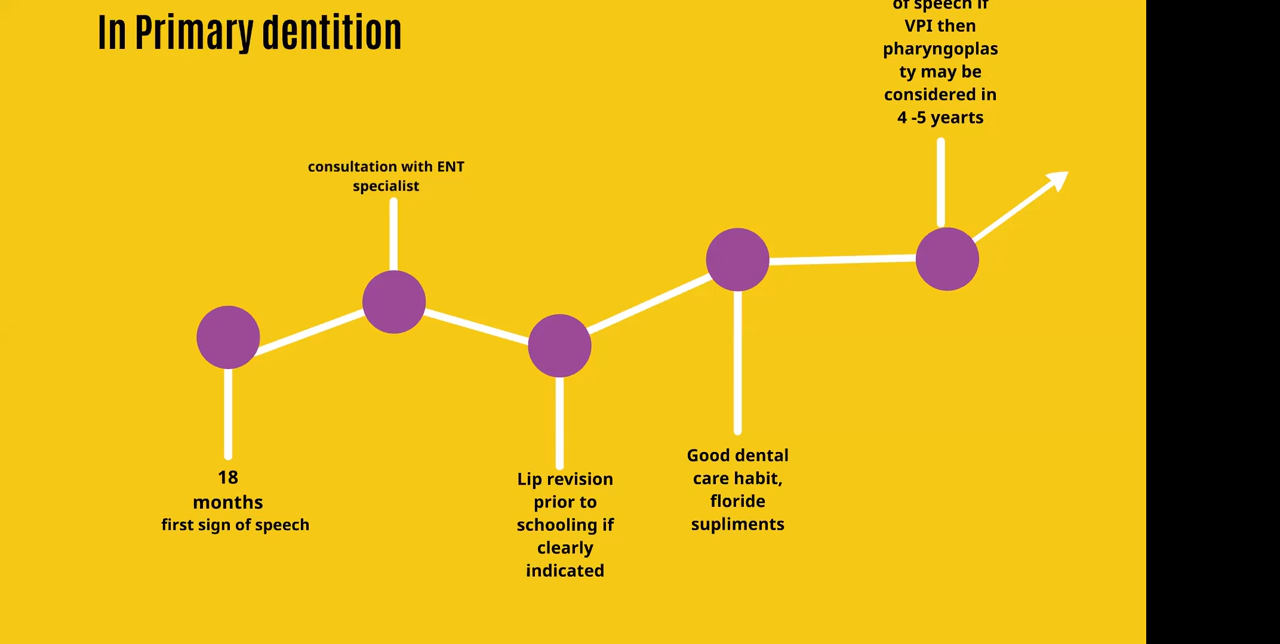 In Primary dentition
of speech if
VPI then
pharyngoplas
ty may be
considered in
4 -5 yearts
consultation with ENT
specialist
18
months
first sign of speech
Lip revision
prior to
schooling if
clearly
indicated
Good dental
care habit,
floride
supliments